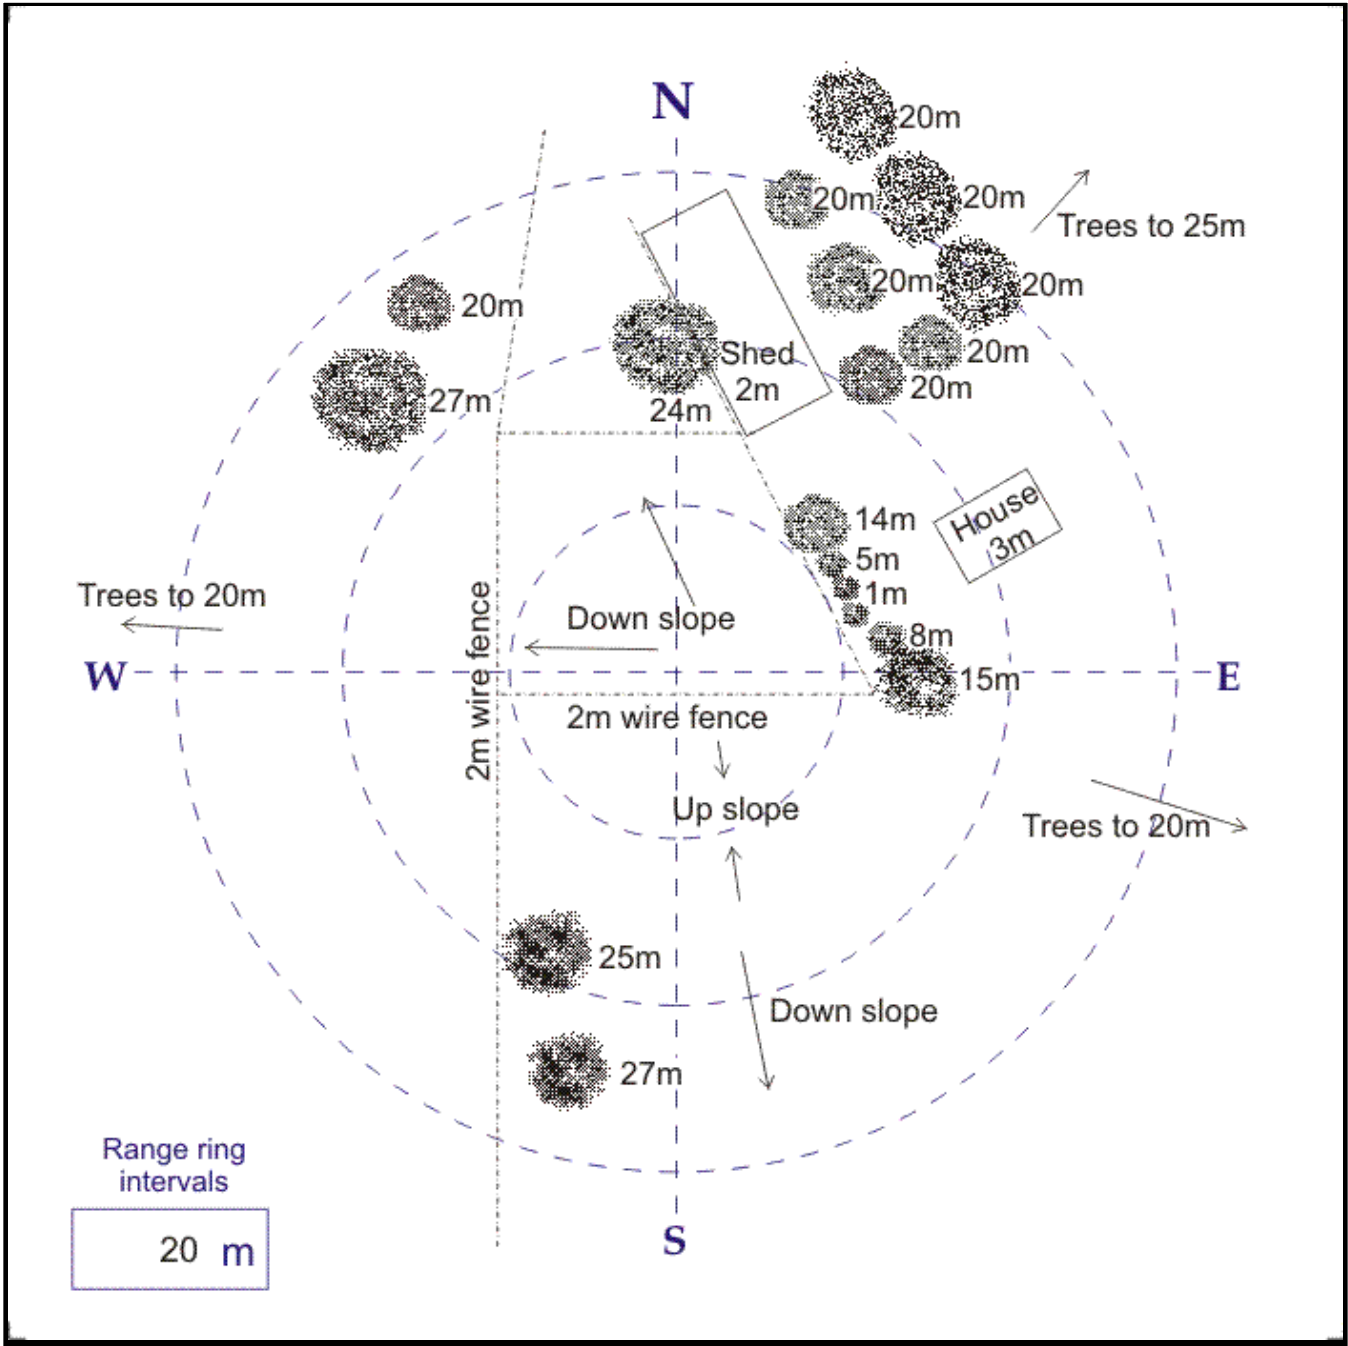 N
20m
20m
20m
Trees to 25m
20m
20m
20m
20m
Shed
2m
20m
20m
27m
24m
14m
House
3m
5m
1m
Trees to 20m
Down slope
8m
W
E
15m
2m wire fence
2m wire fence
Up slope
Trees to 20m
25m
Down slope
27m
Range ring
intervals
20 m
S